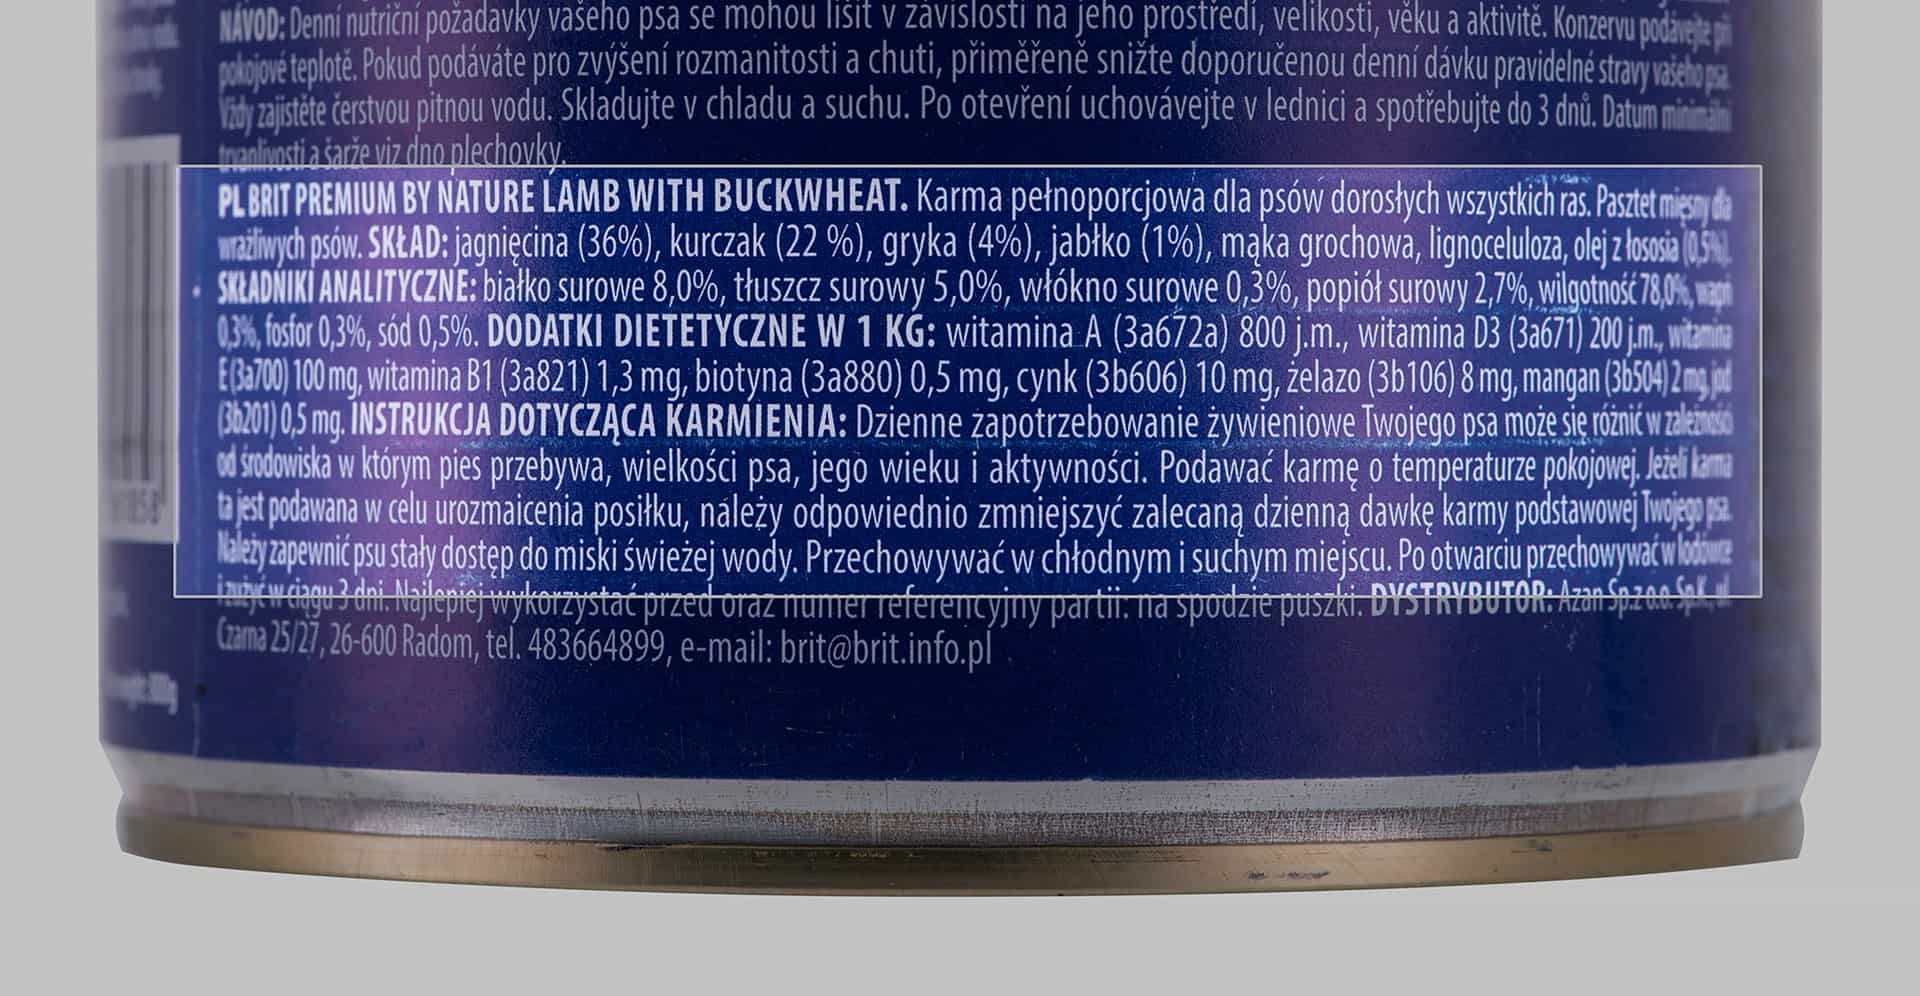 NÁVOD: Denní nutriční požadavky vašeho psa se mohou lišit v závislosti na jeho prostředí, velikosti, věku a aktivitě. Konzervu podávejte při
pokojové teplotě. Pokud podáváte pro zvýšení rozmanitosti a chuti, přiměřeně snižte doporučenou denní dávku pravidelné stravy vašeho psa.
Vždy zajistěte čerstvou pitnou vodu. Skladujte v chladu a suchu. Po otevření uchovávejte v lednici a spotřebujte do 3 dnů. Datum minimální
trvanlivosti a šarže viz dno plechovky.
PL BRIT PREMIUM BY NATURE LAMB WITH BUCKWHEAT. Karma pełnoporcjowa dla psów dorosłych wszystkich ras. Pasztet mięsny dla
wrażliwych psów. SKŁAD: jagnięcina (36%), kurczak (22 %), gryka (4%), jabłko (1%), mąka grochowa, lignoceluloza, olej z łososia (0,5%).
SKŁADNIKI ANALITYCZNE: białko surowe 8,0%, tłuszcz surowy 5,0%, włókno surowe 0,3%, popiół surowy 2,7%, wilgotność 78,0%, wapń
0,3%, fosfor 0,3%, sód 0,5%. DODATKI DIETETYCZNE W 1 KG: witamina A (3a672a) 800 j.m., witamina D3 (3a671) 200 j.m., witamina
E (3a700) 100 mg, witamina B1 (3a821) 1,3 mg, biotyna (3a880) 0,5 mg, cynk (3b606) 10 mg, żelazo (3b106) 8 mg, mangan (3b504) 2 mg, jod
(3b201) 0,5 mg. INSTRUKCJA DOTYCZĄCA KARMIENIA: Dzienne zapotrzebowanie żywieniowe Twojego psa może się różnić w zależności
od środowiska w którym pies przebywa, wielkości psa, jego wieku i aktywności. Podawać karmę o temperaturze pokojowej. Jeżeli karma
ta jest podawana w celu urozmaicenia posiłku, należy odpowiednio zmniejszyć zalecaną dzienną dawkę karmy podstawowej Twojego psa.
Należy zapewnić psu stały dostęp do miski świeżej wody. Przechowywać w chłodnym i suchym miejscu. Po otwarciu przechowywać w lodówce
i zużyć w ciągu 3 dni. Najlepiej wykorzystać przed oraz numer referencyjny partii: na spodzie puszki. DYSTRYBUTOR: Azan Sp.z o.o. Sp.K., ul.
Czarna 25/27, 26-600 Radom, tel. 483664899, e-mail: brit@brit.info.pl